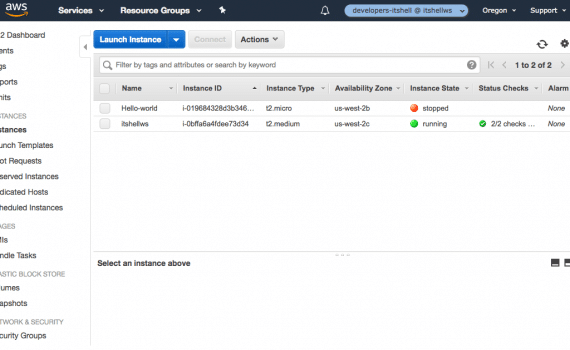 aws Services Resource Groups developers-itshell @ itshellws Oregon Support
2 Dashboard
Launch Instance Connect Actions
ents
gs
Filter by tags and attributes or search by keyword 1 to 2 of 2
ports
its
Name Instance ID Instance Type Availability Zone Instance State Status Checks Alarm
Hello-world i-019684328d3b346... t2.micro us-west-2b stopped None
STANCES
itshellws i-0bffa6a4fdee73d34 t2.medium us-west-2c running 2/2 checks ... None
stances
unch Templates
ot Requests
served Instances
dicated Hosts
heduled Instances
AGES
MIs
ndle Tasks
Select an instance above
ASTIC BLOCK STORE
umes
apshots
TWORK & SECURITY
curity Groups